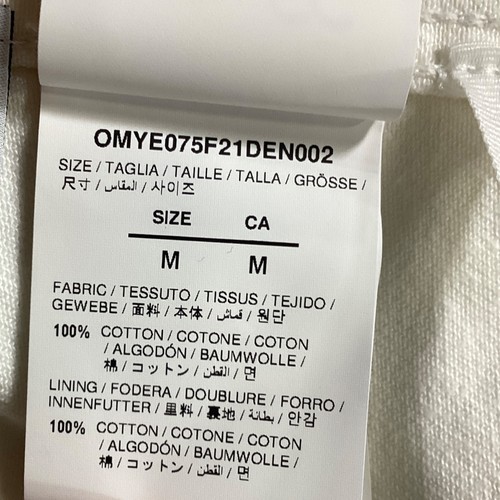 OMYE075F21DEN002
SIZE / TAGLIA / TAILLE / TALLA / GRÖSSE /
尺寸 / المقاس / 사이즈
SIZE CA
M M
FABRIC / TESSUTO / TISSUS / TEJIDO /
GEWEBE / 面料 / 本体 / قماش / 원단
100% COTTON / COTONE / COTON
/ ALGODÓN / BAUMWOLLE /
棉 / コットン / القطن / 면
LINING / FODERA / DOUBLURE / FORRO /
INNENFUTTER / 里料 / 裏地 / بطانة / 안감
100% COTTON / COTONE / COTON
/ ALGODÓN / BAUMWOLLE /
棉 / コットン / القطن / 면